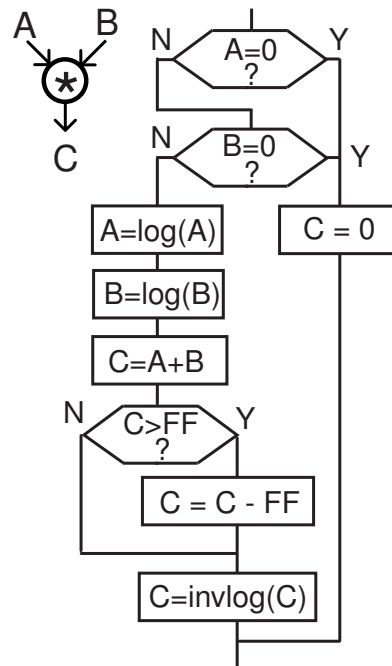 A B
*
C
N A=0 Y
?
N B=0 Y
?
A=log(A)
C = 0
B=log(B)
C=A+B
N C>FF Y
?
C = C - FF
C=invlog(C)